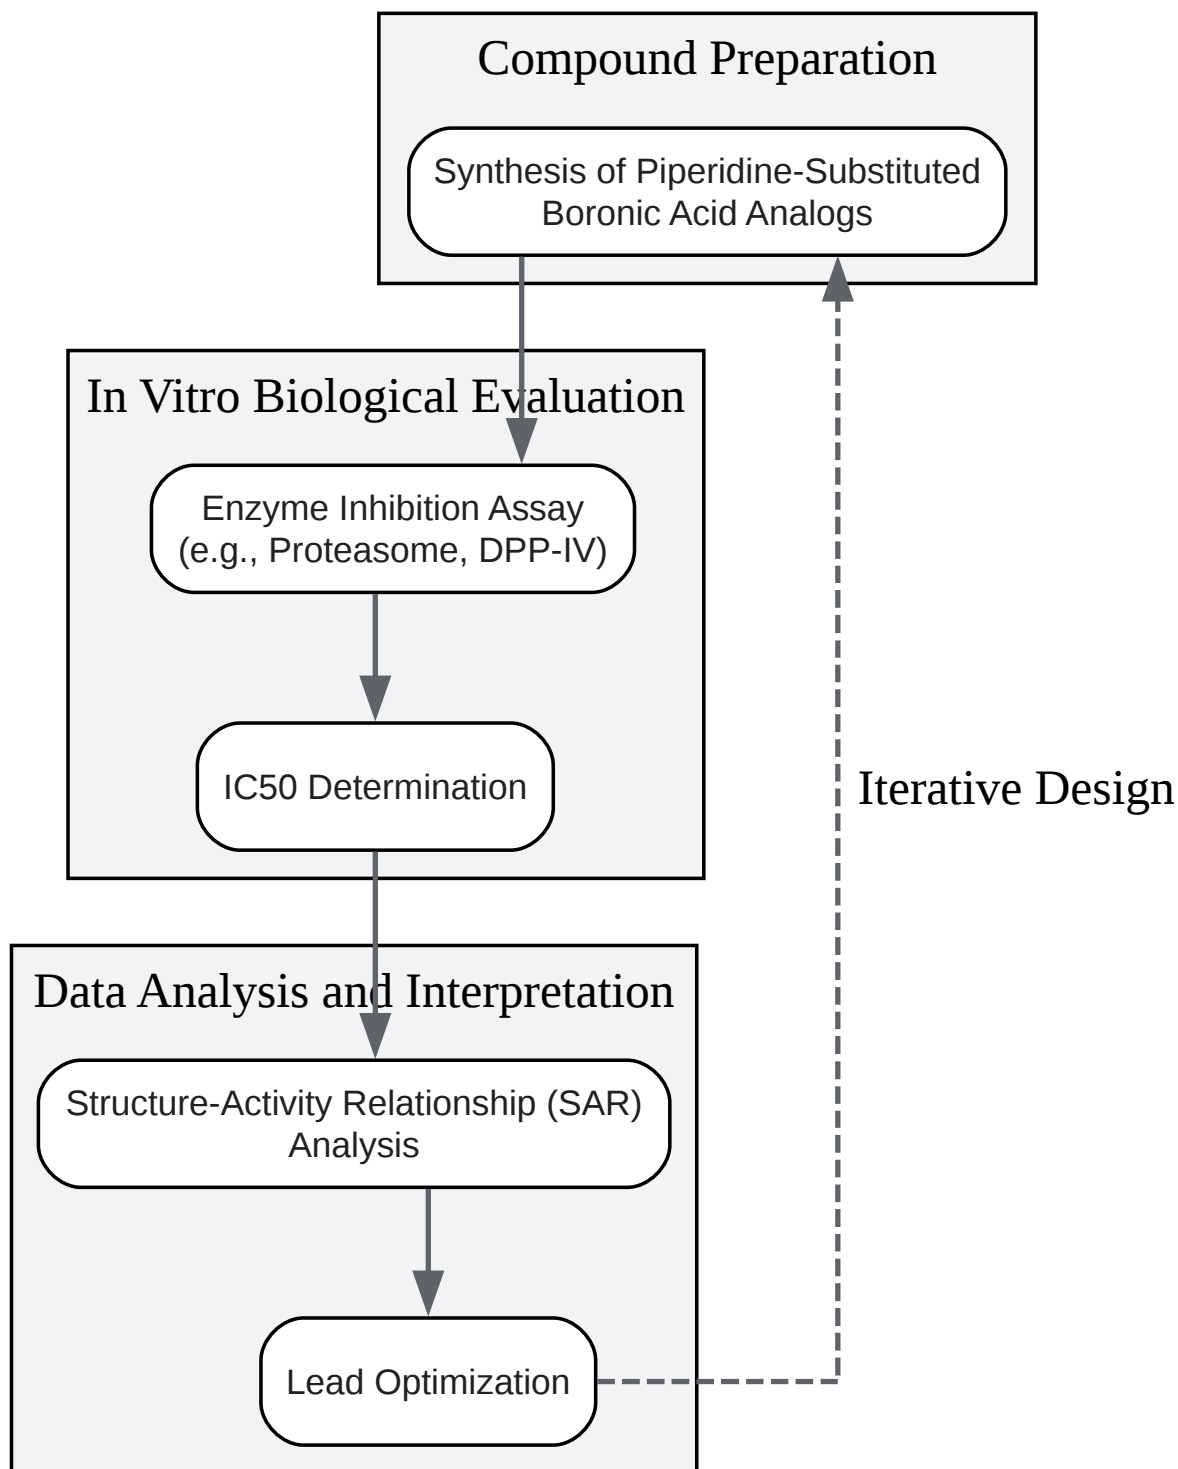 Compound Preparation
Synthesis of Piperidine-Substituted
Boronic Acid Analogs
In Vitro Biological Evaluation
Enzyme Inhibition Assay
(e.g., Proteasome, DPP-IV)
IC50 Determination
Iterative Design
Data Analysis and Interpretation
Structure-Activity Relationship (SAR)
Analysis
Lead Optimization